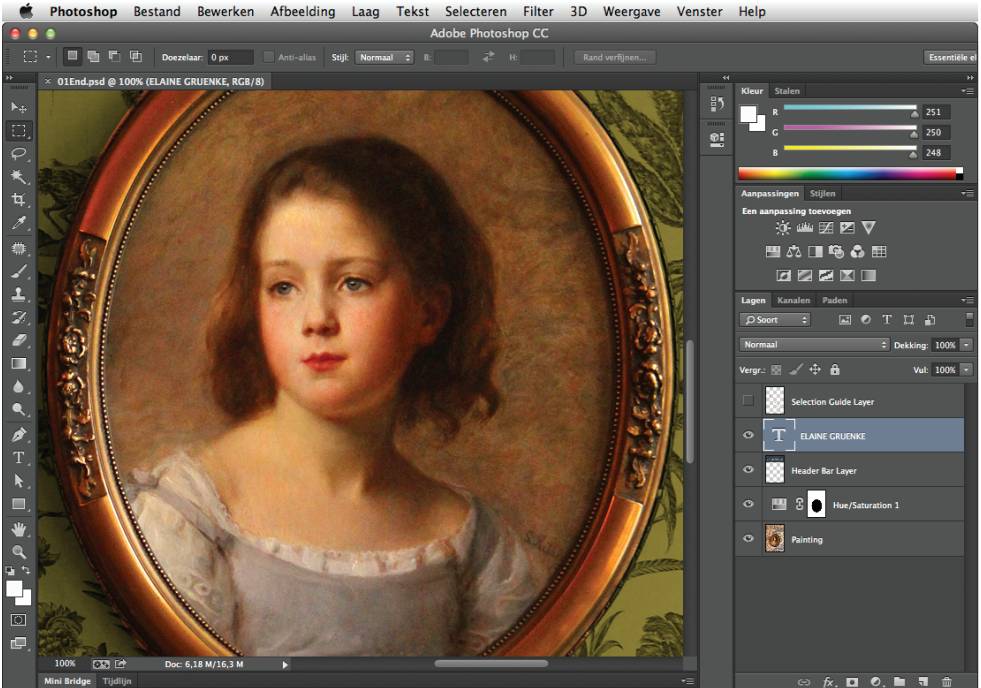 Photoshop Bestand Bewerken Afbeelding Laag Tekst Selecteren Filter 3D Weergave Venster Help
Adobe Photoshop CC
Doezelaar: 0 px Anti-alias Stijl: Normaal B: H: Rand verfijnen... Essentiële el
× 01End.psd @ 100% (ELAINE GRUENKE, RGB/8)
Kleur Stalen
R 251
G 250
B 248
Aanpassingen Stijlen
Een aanpassing toevoegen
Lagen Kanalen Paden
Soort
Normaal Dekking: 100%
Vergr.: Vul: 100%
Selection Guide Layer
T ELAINE GRUENKE
Header Bar Layer
Hue/Saturation 1
Painting
100% Doc: 6,18 M/16,3 M
Mini Bridge Tijdlijn
fx